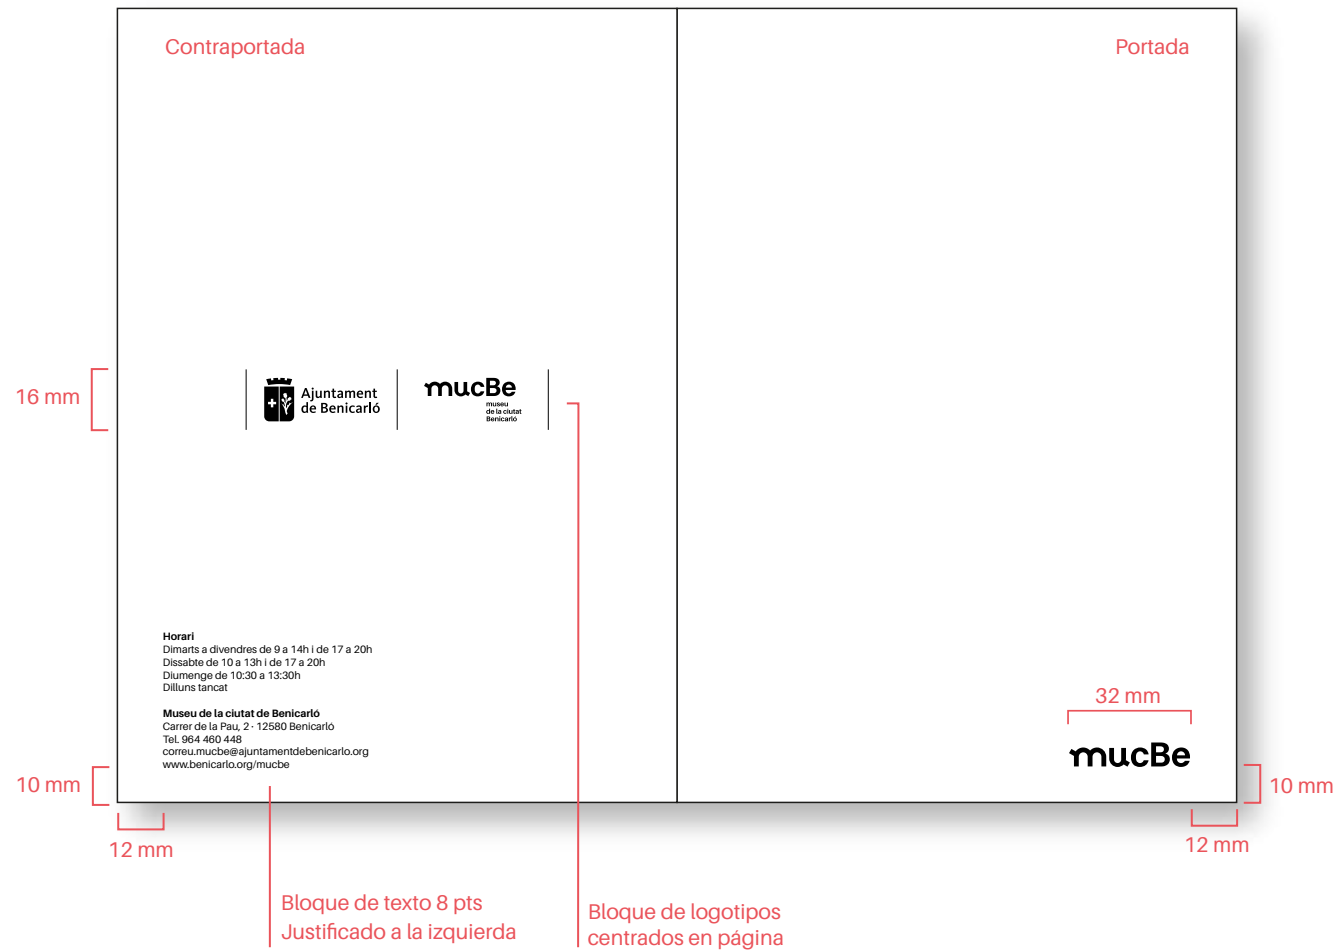 Contraportada
Portada
16 mm
Ajuntament
de Benicarló
mucBe
museu
de la ciutat
Benicarló
Horari
Dimarts a divendres de 9 a 14h i de 17 a 20h
Dissabte de 10 a 13h i de 17 a 20h
Diumenge de 10:30 a 13:30h
Dilluns tancat
Museu de la ciutat de Benicarló
Carrer de la Pau, 2 · 12580 Benicarló
Tel. 964 460 448
correu.mucbe@ajuntamentdebenicarlo.org
www.benicarlo.org/mucbe
32 mm
mucBe
10 mm
10 mm
12 mm
12 mm
Bloque de texto 8 pts
Justificado a la izquierda
Bloque de logotipos
centrados en página